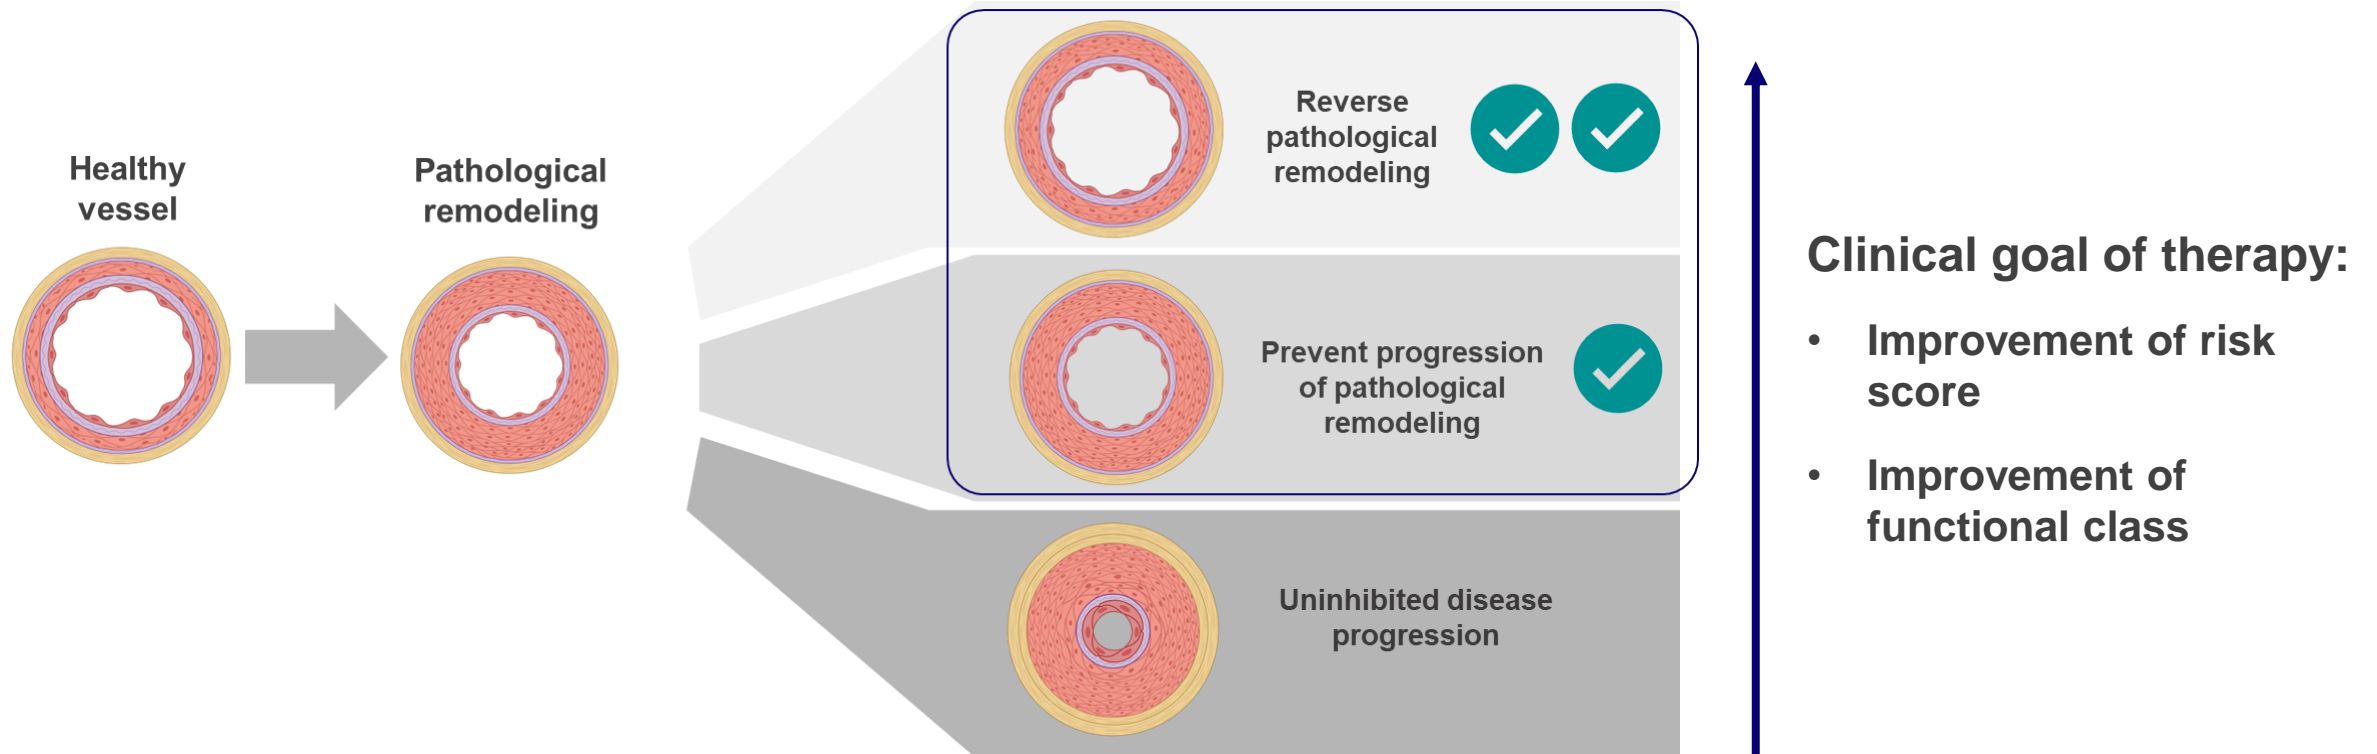 Healthy
vessel
Pathological
remodeling
Reverse
pathological
remodeling
Prevent progression
of pathological
remodeling
Uninhibited disease
progression
Clinical goal of therapy:
• Improvement of risk
score
• Improvement of
functional class